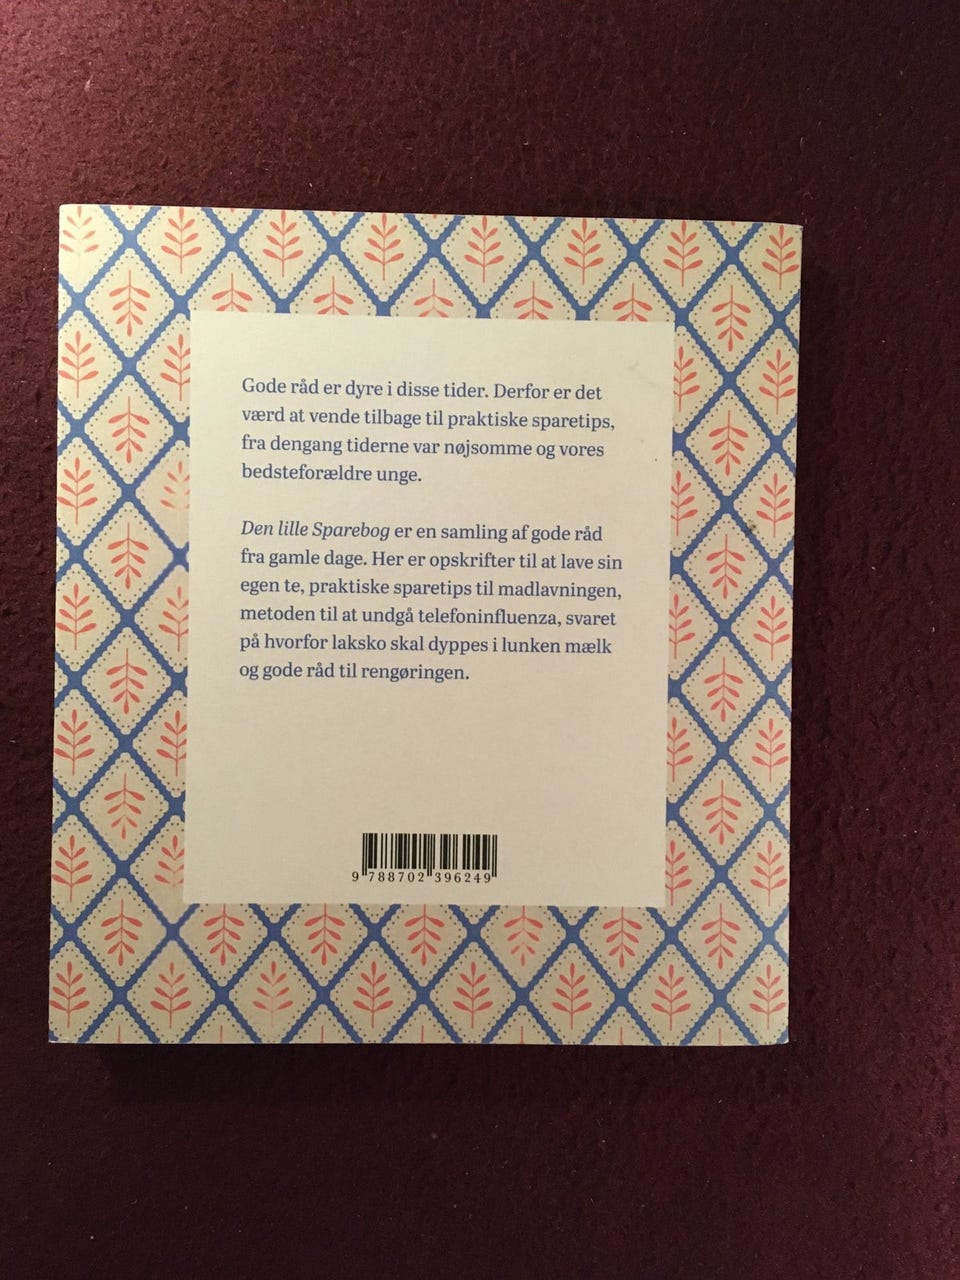 Gode råd er dyre i disse tider. Derfor er det
værd at vende tilbage til praktiske sparetips,
fra dengang tiderne var nøjsomme og vores
bedsteforældre unge.
Den lille Sparebog er en samling af gode råd
fra gamle dage. Her er opskrifter til at lave sin
egen te, praktiske sparetips til madlavningen,
metoden til at undgå telefoninfluenza, svaret
på hvorfor laksko skal dyppes i lunken mælk
og gode råd til rengøringen.
9 788702 396249